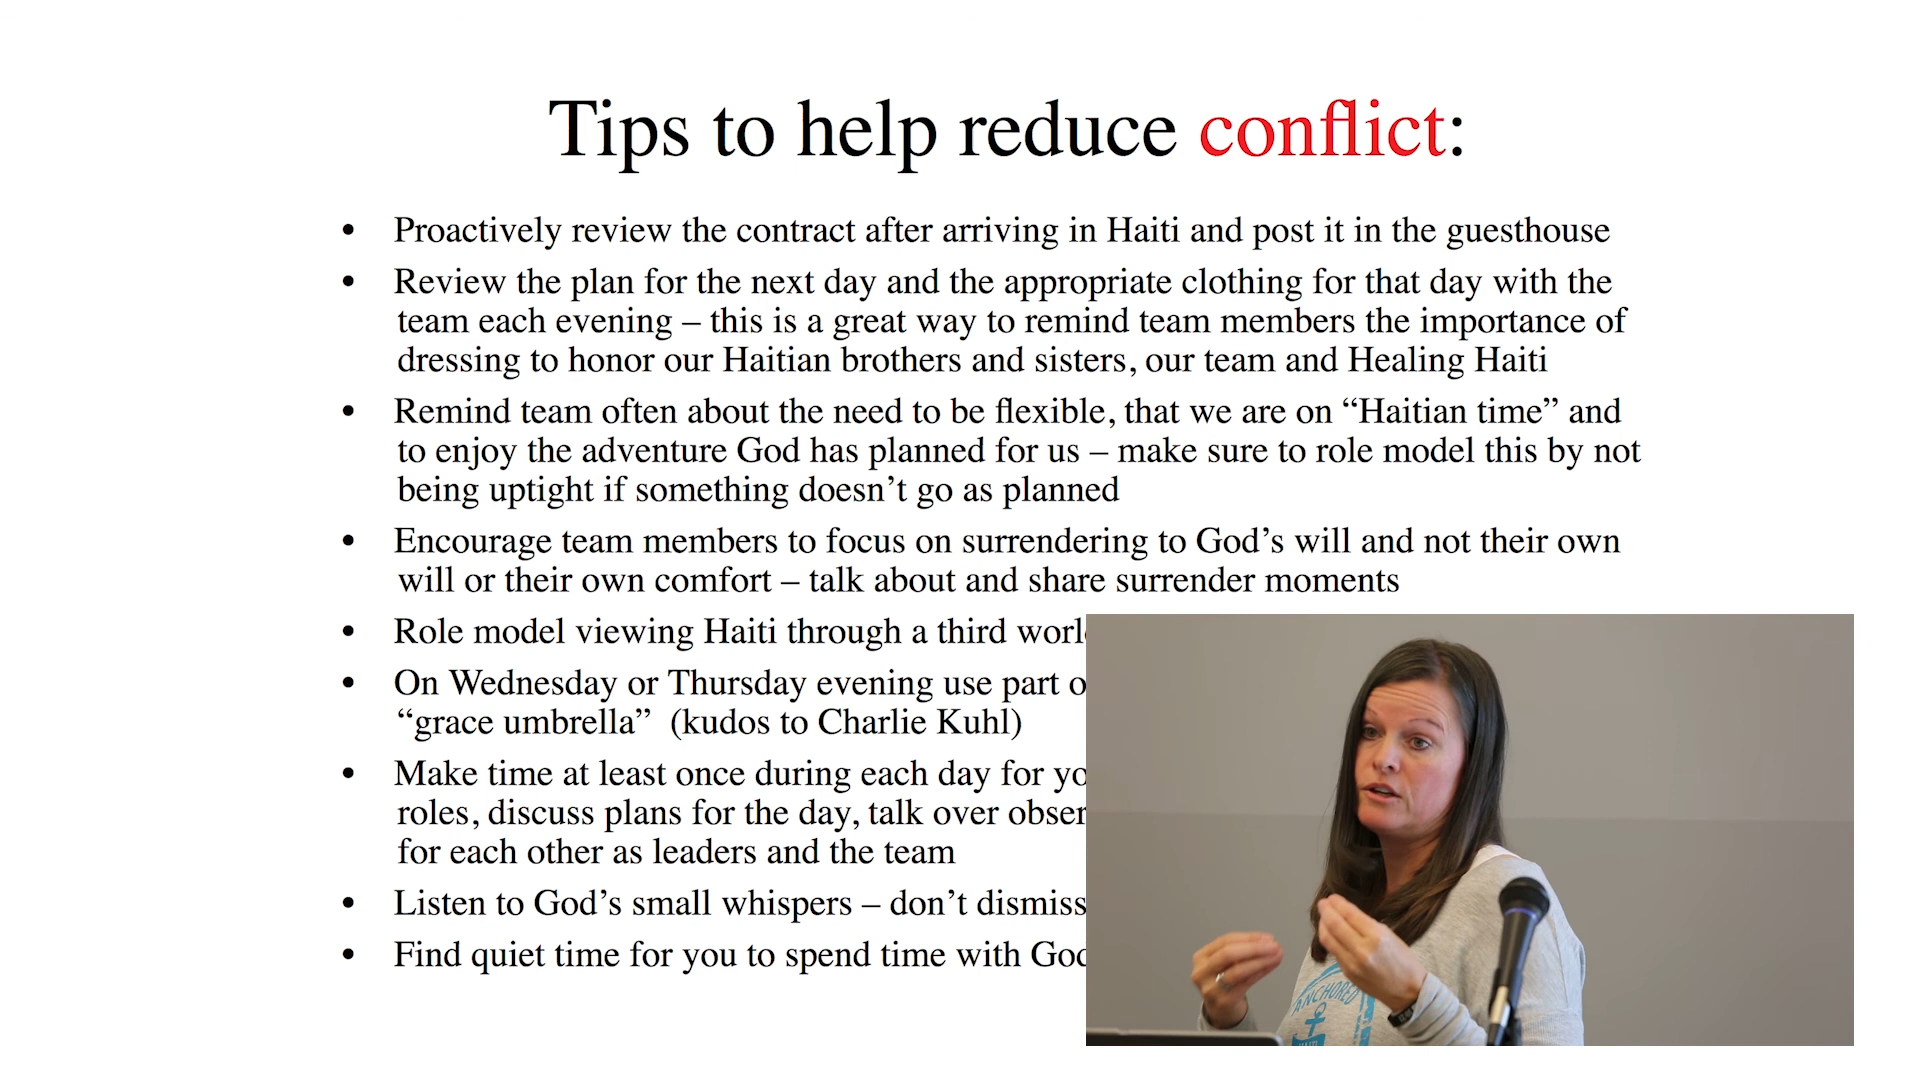 Tips to help reduce conflict:
• Proactively review the contract after arriving in Haiti and post it in the guesthouse
• Review the plan for the next day and the appropriate clothing for that day with the
team each evening – this is a great way to remind team members the importance of
dressing to honor our Haitian brothers and sisters, our team and Healing Haiti
• Remind team often about the need to be flexible, that we are on “Haitian time” and
to enjoy the adventure God has planned for us – make sure to role model this by not
being uptight if something doesn’t go as planned
• Encourage team members to focus on surrendering to God’s will and not their own
will or their own comfort – talk about and share surrender moments
• Role model viewing Haiti through a third
• On Wednesday or Thursday evening use part
“grace umbrella” (kudos to Charlie Kuhl)
• Make time at least once during each day for
roles, discuss plans for the day, talk over
for each other as leaders and the team
• Listen to God’s small whispers – don’t dismiss
• Find quiet time for you to spend time with God
ANCHORED